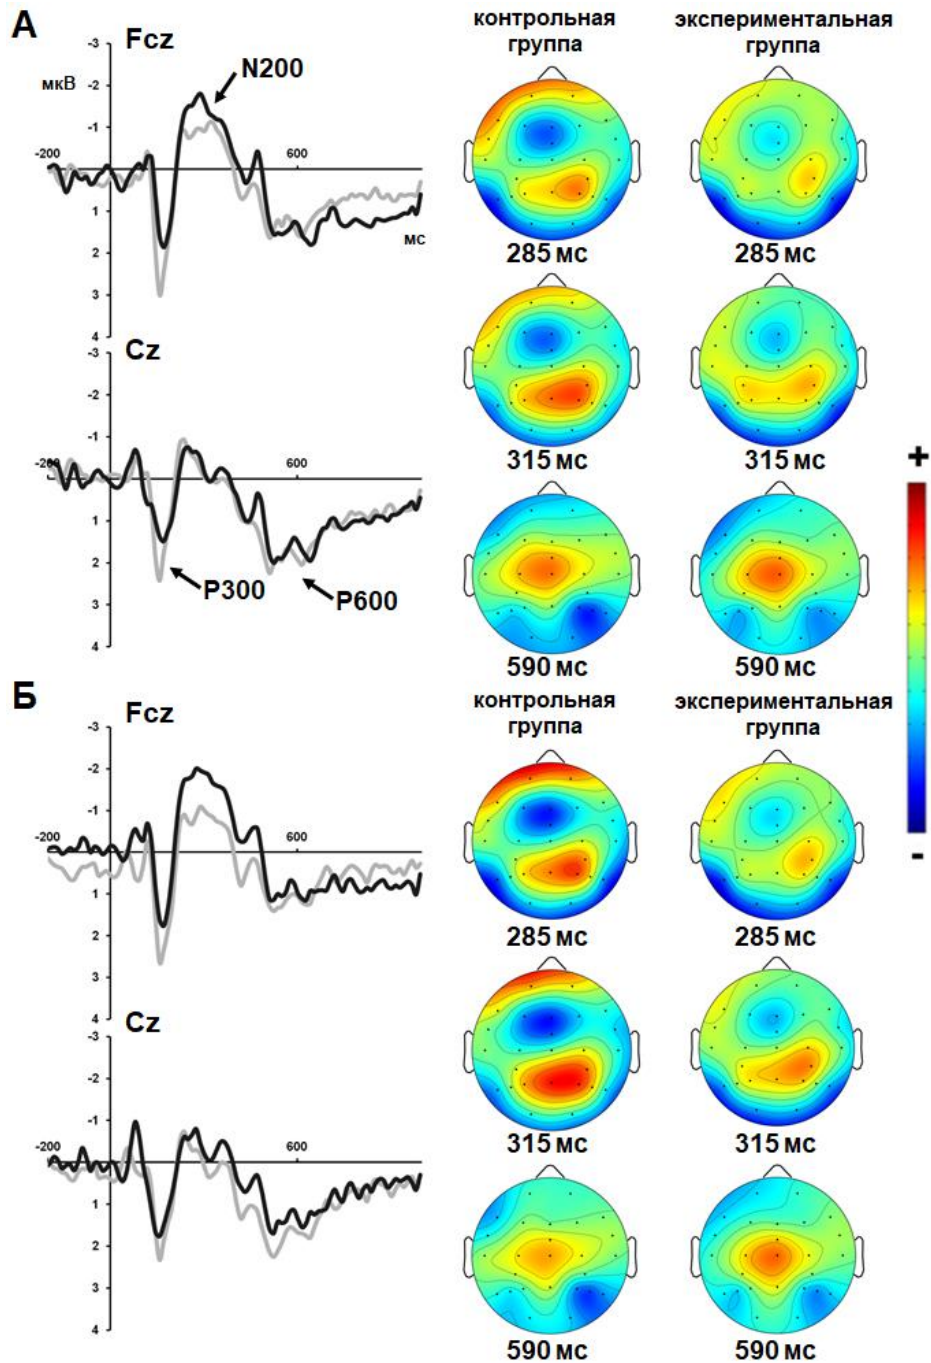 А
Fcz
контрольная
группа
экспериментальная
группа
-3
мкВ
-2
N200
-1
-200
600
1
мс
2
3
4
285 мс
285 мс
Cz
-3
-2
-1
-200
600
1
2
P300
P600
3
4
315 мс
315 мс
+
590 мс
590 мс
Б
Fcz
контрольная
группа
экспериментальная
группа
-3
-2
-1
-200
600
1
2
3
4
-
285 мс
285 мс
Cz
-3
-2
-1
-200
600
1
2
3
4
315 мс
315 мс
590 мс
590 мс